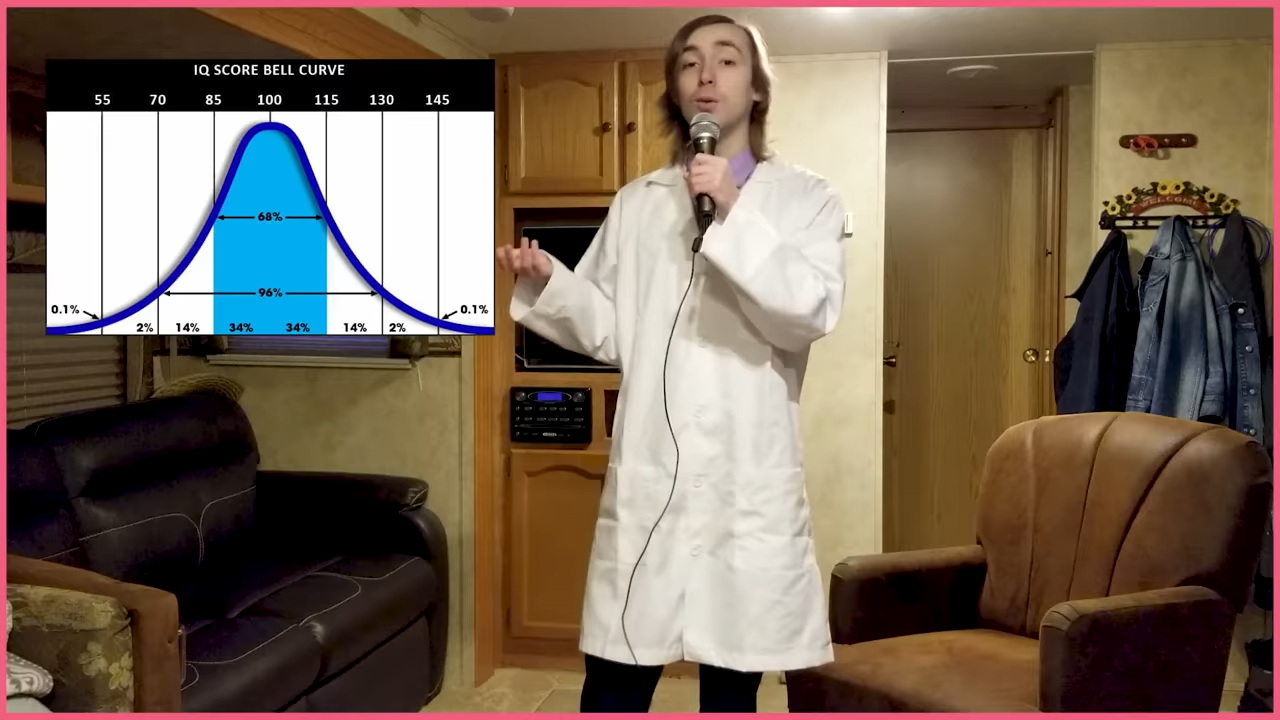 IQ SCORE BELL CURVE
55 70 85 100 115 130 145
68%
96%
0.1% 0.1%
2% 14% 34% 34% 14% 2%
WELCOME